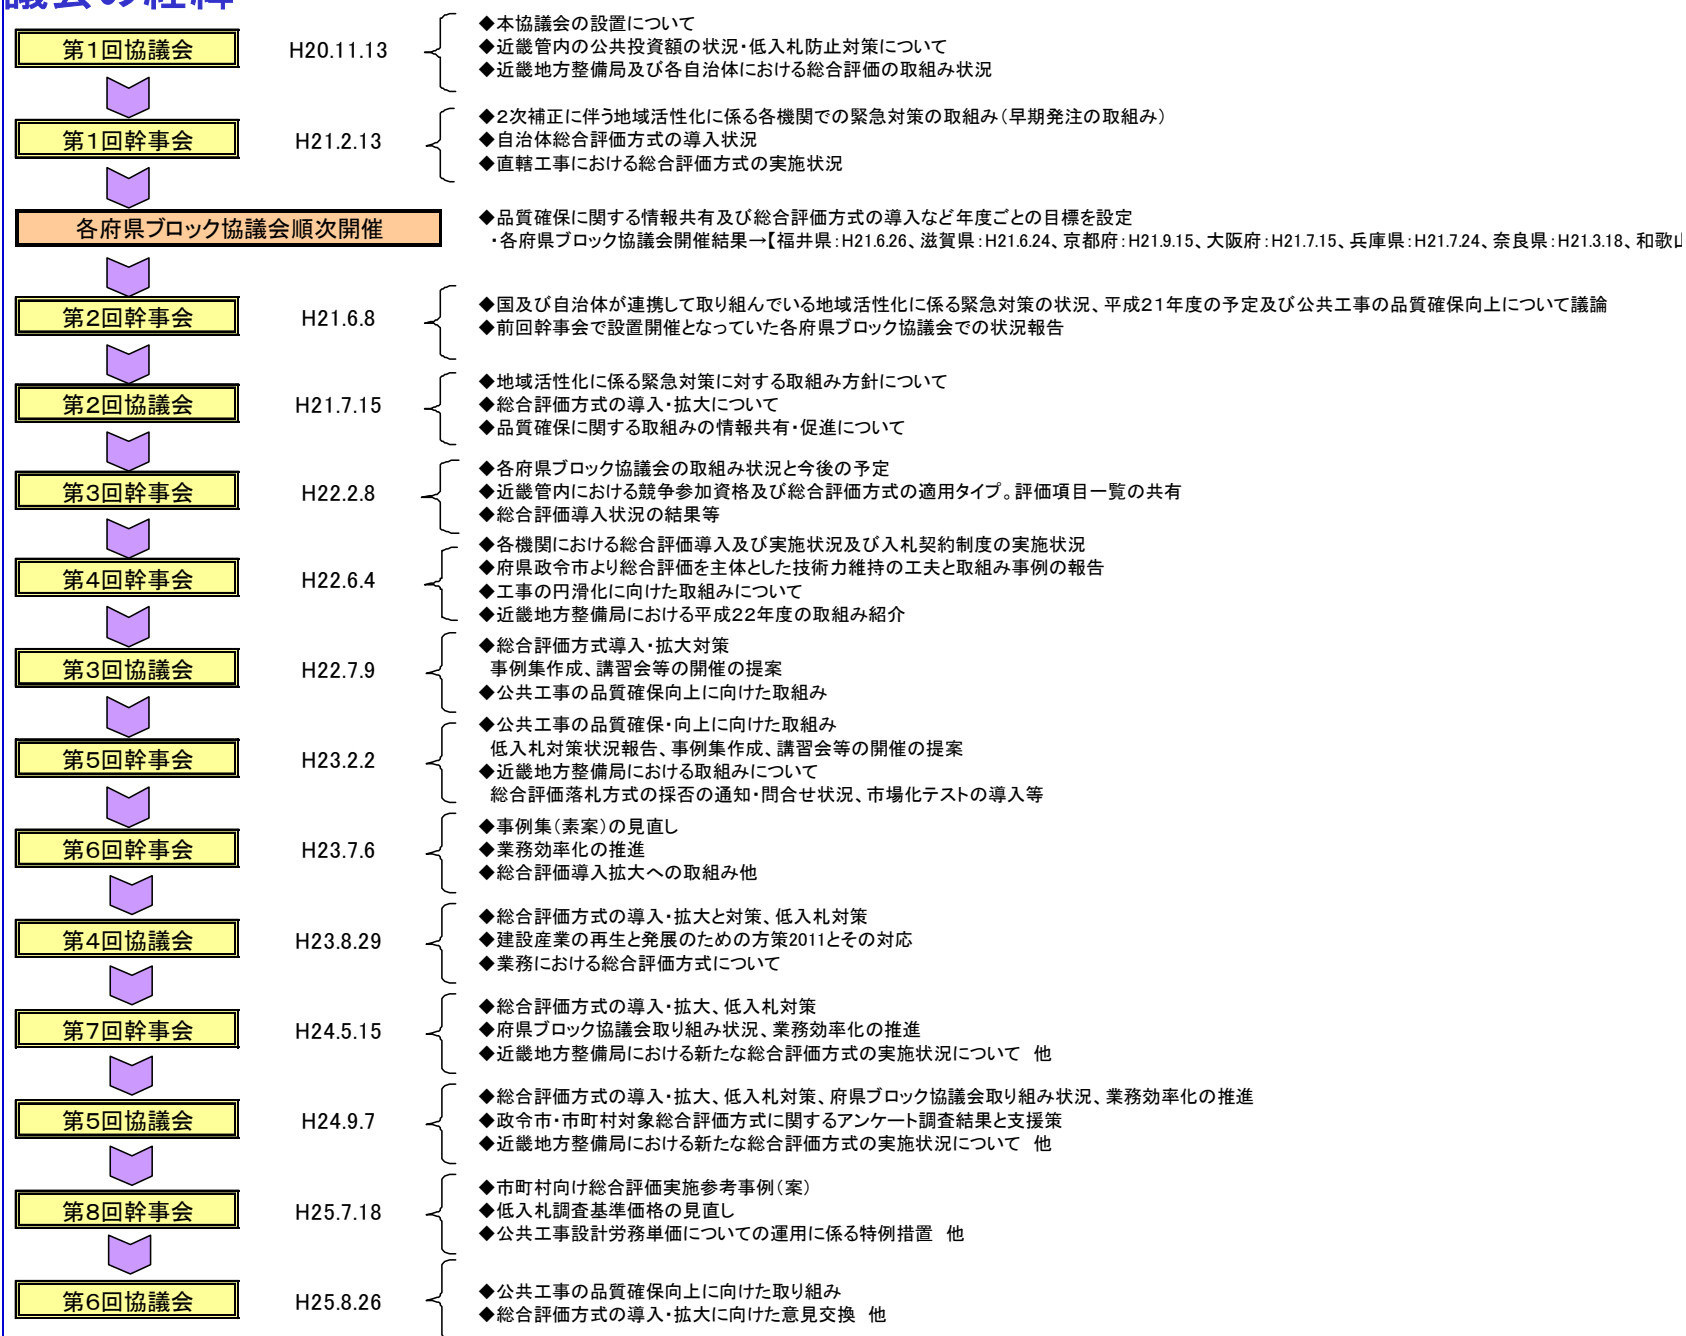 議会の経緯
第1回協議会
H20.11.13
◆本協議会の設置について
◆近畿管内の公共投資額の状況・低入札防止対策について
◆近畿地方整備局及び各自治体における総合評価の取組み状況
第1回幹事会
H21.2.13
◆2次補正に伴う地域活性化に係る各機関での緊急対策の取組み（早期発注の取組み）
◆自治体総合評価方式の導入状況
◆直轄工事における総合評価方式の実施状況
各府県ブロック協議会順次開催
◆品質確保に関する情報共有及び総合評価方式の導入など年度ごとの目標を設定
・各府県ブロック協議会開催結果→【福井県：H21.6.26、滋賀県：H21.6.24、京都府：H21.9.15、大阪府：H21.7.15、兵庫県：H21.7.24、奈良県：H21.3.18、和歌山
第2回幹事会
H21.6.8
◆国及び自治体が連携して取り組んでいる地域活性化に係る緊急対策の状況、平成21年度の予定及び公共工事の品質確保向上について議論
◆前回幹事会で設置開催となっていた各府県ブロック協議会での状況報告
第2回協議会
H21.7.15
◆地域活性化に係る緊急対策に対する取組み方針について
◆総合評価方式の導入・拡大について
◆品質確保に関する取組みの情報共有・促進について
第3回幹事会
H22.2.8
◆各府県ブロック協議会の取組み状況と今後の予定
◆近畿管内における競争参加資格及び総合評価方式の適用タイプ。評価項目一覧の共有
◆総合評価導入状況の結果等
第4回幹事会
H22.6.4
◆各機関における総合評価導入及び実施状況及び入札契約制度の実施状況
◆府県政令市より総合評価を主体とした技術力維持の工夫と取組み事例の報告
◆工事の円滑化に向けた取組みについて
◆近畿地方整備局における平成22年度の取組み紹介
第3回協議会
H22.7.9
◆総合評価方式導入・拡大対策
事例集作成、講習会等の開催の提案
◆公共工事の品質確保向上に向けた取組み
第5回幹事会
H23.2.2
◆公共工事の品質確保・向上に向けた取組み
低入札対策状況報告、事例集作成、講習会等の開催の提案
◆近畿地方整備局における取組みについて
総合評価落札方式の採否の通知・問合せ状況、市場化テストの導入等
第6回幹事会
H23.7.6
◆事例集（素案）の見直し
◆業務効率化の推進
◆総合評価導入拡大への取組み他
第4回協議会
H23.8.29
◆総合評価方式の導入・拡大と対策、低入札対策
◆建設産業の再生と発展のための方策2011とその対応
◆業務における総合評価方式について
第7回幹事会
H24.5.15
◆総合評価方式の導入・拡大、低入札対策
◆府県ブロック協議会取り組み状況、業務効率化の推進
◆近畿地方整備局における新たな総合評価方式の実施状況について 他
第5回協議会
H24.9.7
◆総合評価方式の導入・拡大、低入札対策、府県ブロック協議会取り組み状況、業務効率化の推進
◆政令市・市町村対象総合評価方式に関するアンケート調査結果と支援策
◆近畿地方整備局における新たな総合評価方式の実施状況について 他
第8回幹事会
H25.7.18
◆市町村向け総合評価実施参考事例（案）
◆低入札調査基準価格の見直し
◆公共工事設計労務単価についての運用に係る特例措置 他
第6回協議会
H25.8.26
◆公共工事の品質確保向上に向けた取り組み
◆総合評価方式の導入・拡大に向けた意見交換 他